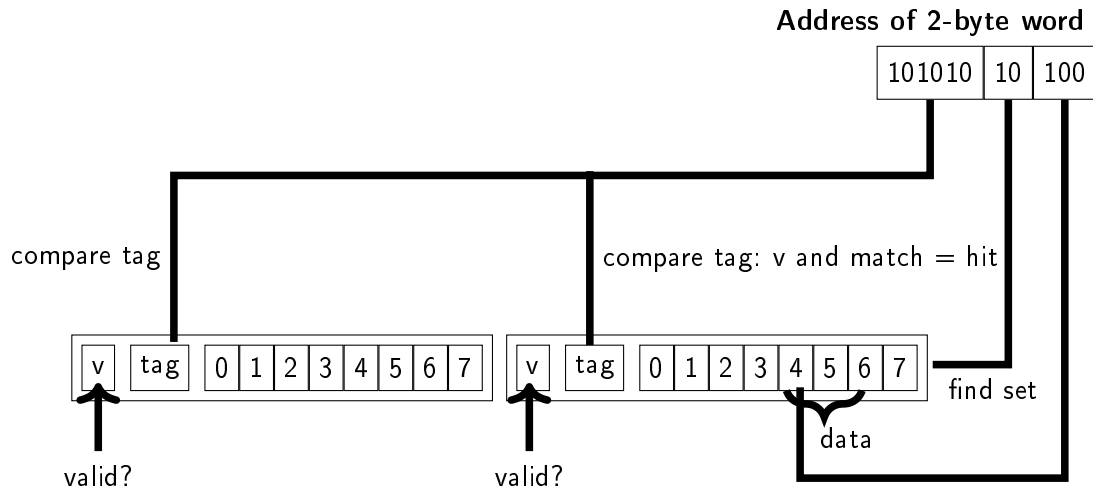 Address of 2-byte word
101010 10 100
compare tag
compare tag: v and match = hit
v tag 0 1 2 3 4 5 6 7 v tag 0 1 2 3 4 5 6 7
find set
data
valid? valid?